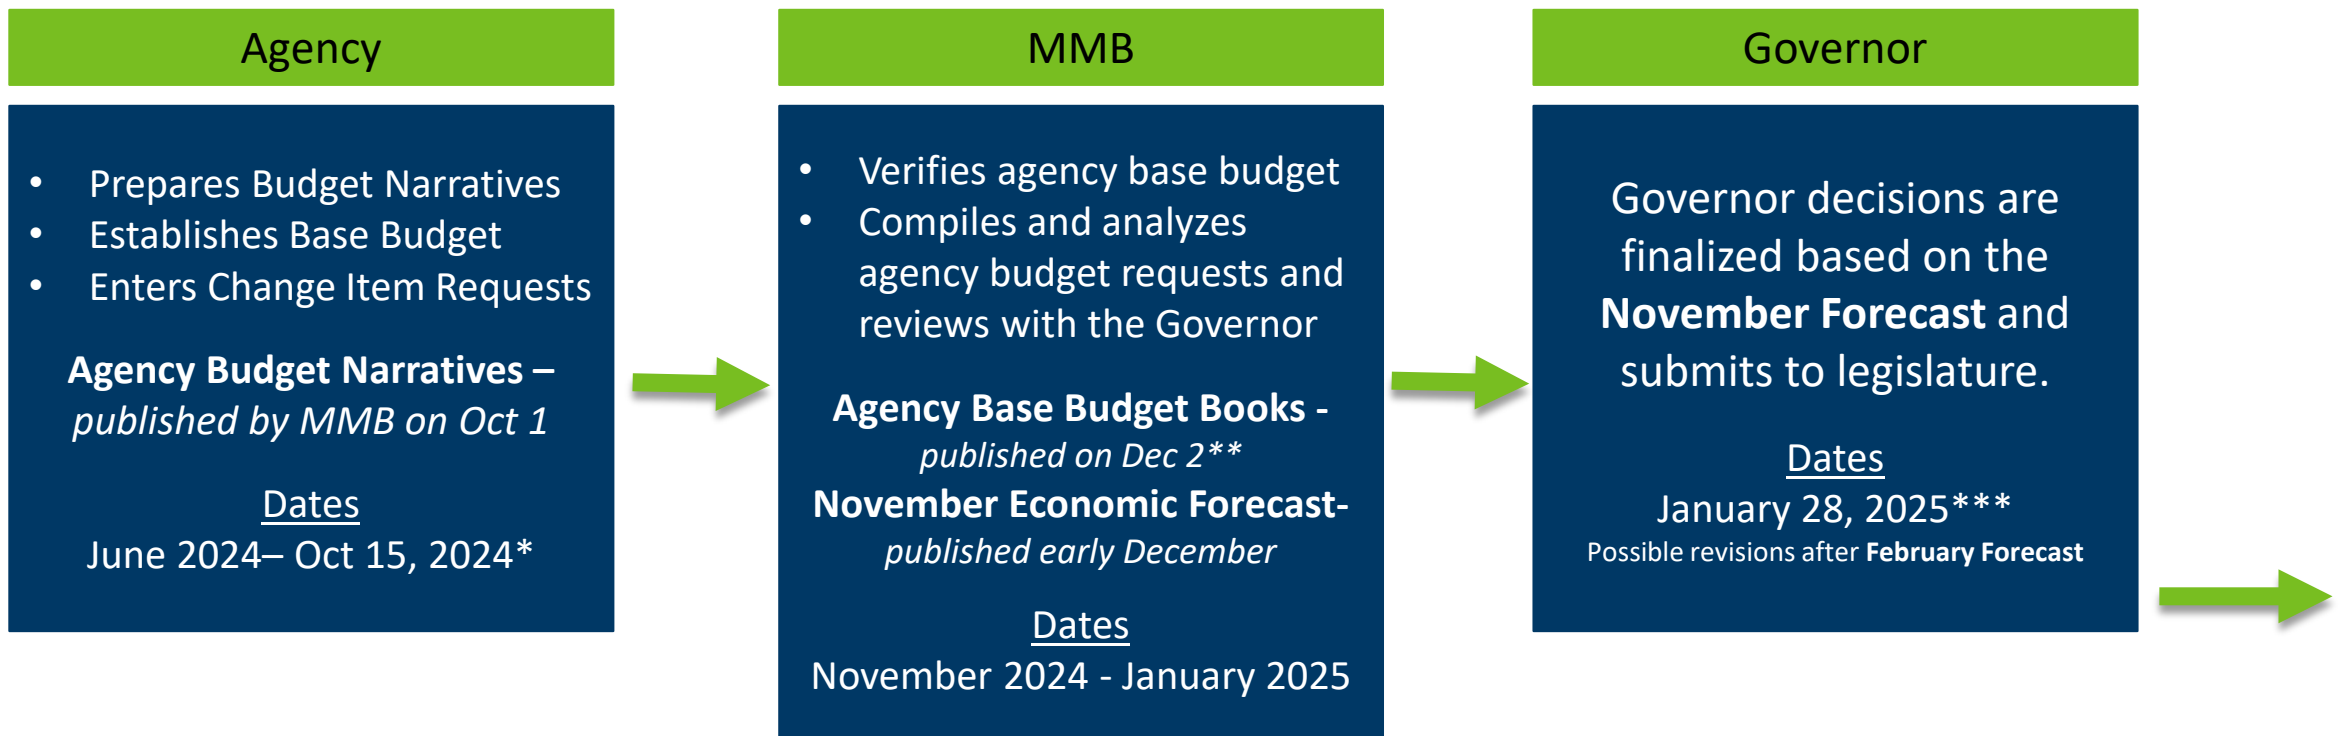 Agency
• Prepares Budget Narratives
• Establishes Base Budget
• Enters Change Item Requests
Agency Budget Narratives –
published by MMB on Oct 1
Dates
June 2024– Oct 15, 2024*
MMB
• Verifies agency base budget
• Compiles and analyzes
agency budget requests and
reviews with the Governor
Agency Base Budget Books -
published on Dec 2**
November Economic Forecast-
published early December
Dates
November 2024 - January 2025
Governor
Governor decisions are
finalized based on the
November Forecast and
submits to legislature.
Dates
January 28, 2025***
Possible revisions after February Forecast